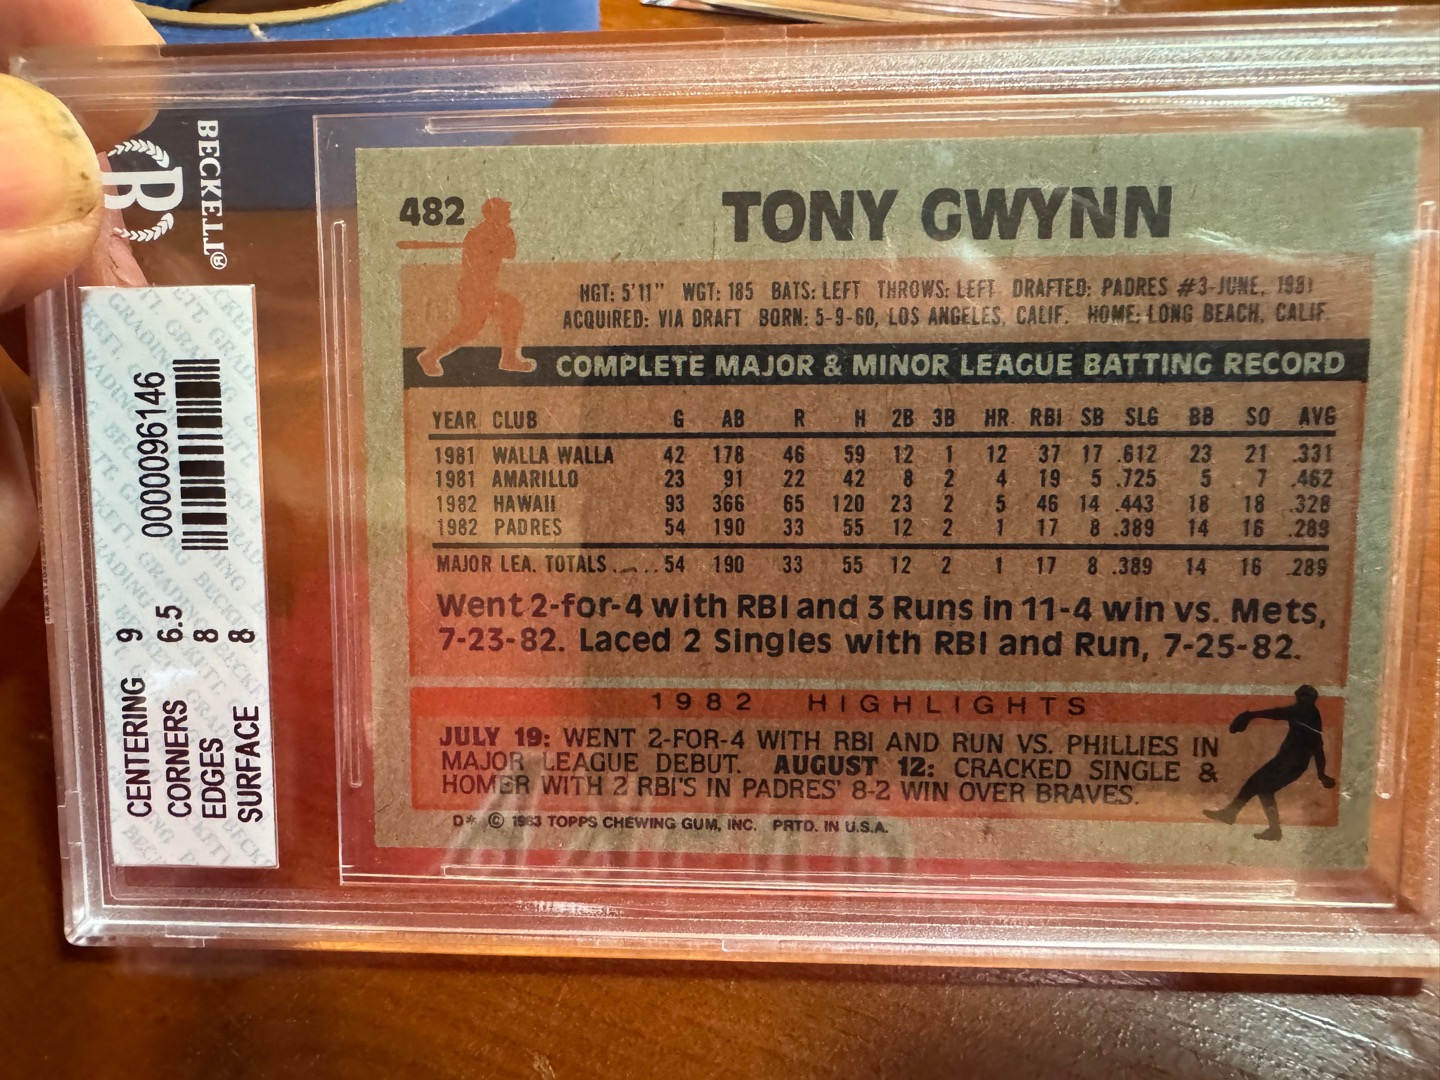 BECKETT®
B
0000096146
CENTERING 9
CORNERS 6.5
EDGES 8
SURFACE 8
482
TONY GWYNN
HGT: 5'11" WGT: 185 BATS: LEFT THROWS: LEFT DRAFTED: PADRES #3-JUNE, 1981
ACQUIRED: VIA DRAFT BORN: 5-9-60, LOS ANGELES, CALIF. HOME: LONG BEACH, CALIF.
COMPLETE MAJOR & MINOR LEAGUE BATTING RECORD
YEAR CLUB G AB R H 2B 3B HR RBI SB SLG BB SO AVG
1981 WALLA WALLA 42 178 46 59 12 1 12 37 17 .612 23 21 .331
1981 AMARILLO 23 91 22 42 8 2 4 19 5 .725 5 7 .462
1982 HAWAII 93 366 65 120 23 2 5 46 14 .443 18 18 .328
1982 PADRES 54 190 33 55 12 2 1 17 8 .389 14 16 .289
MAJOR LEA. TOTALS..... 54 190 33 55 12 2 1 17 8 .389 14 16 .289
Went 2-for-4 with RBI and 3 Runs in 11-4 win vs. Mets,
7-23-82. Laced 2 Singles with RBI and Run, 7-25-82.
1982 HIGHLIGHTS
JULY 19: WENT 2-FOR-4 WITH RBI AND RUN VS. PHILLIES IN
MAJOR LEAGUE DEBUT. AUGUST 12: CRACKED SINGLE &
HOMER WITH 2 RBI'S IN PADRES' 8-2 WIN OVER BRAVES.
D* © 1983 TOPPS CHEWING GUM, INC. PRTD. IN U.S.A.